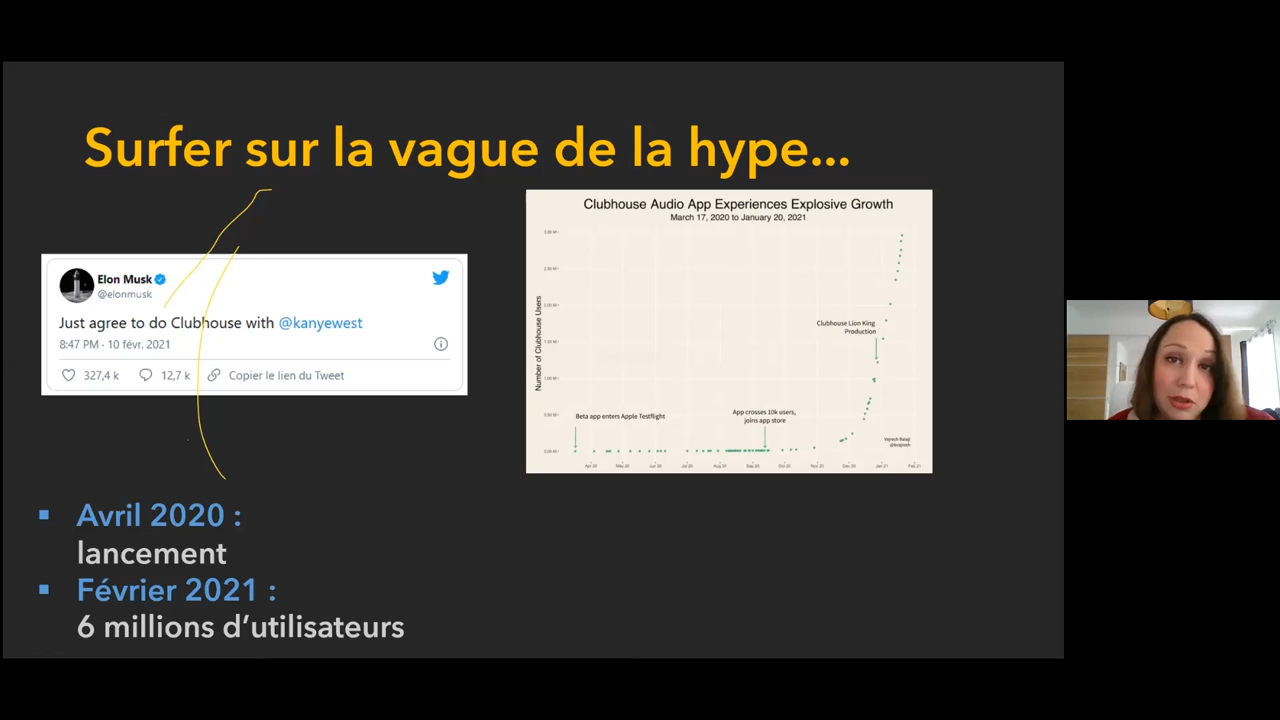 Surfer sur la vague de la hype...
Elon Musk
@elonmusk
Just agree to do Clubhouse with @kanyewest
8:47 PM · 10 févr. 2021
327,4 k 12,7 k Copier le lien du Tweet
Clubhouse Audio App Experiences Explosive Growth
March 17, 2020 to January 20, 2021
Number of Clubhouse Users
Clubhouse Lion King
Production
Beta app enters Apple Testflight
App crosses 10k users,
joins app store
Avril 2020 :
lancement
Février 2021 :
6 millions d’utilisateurs